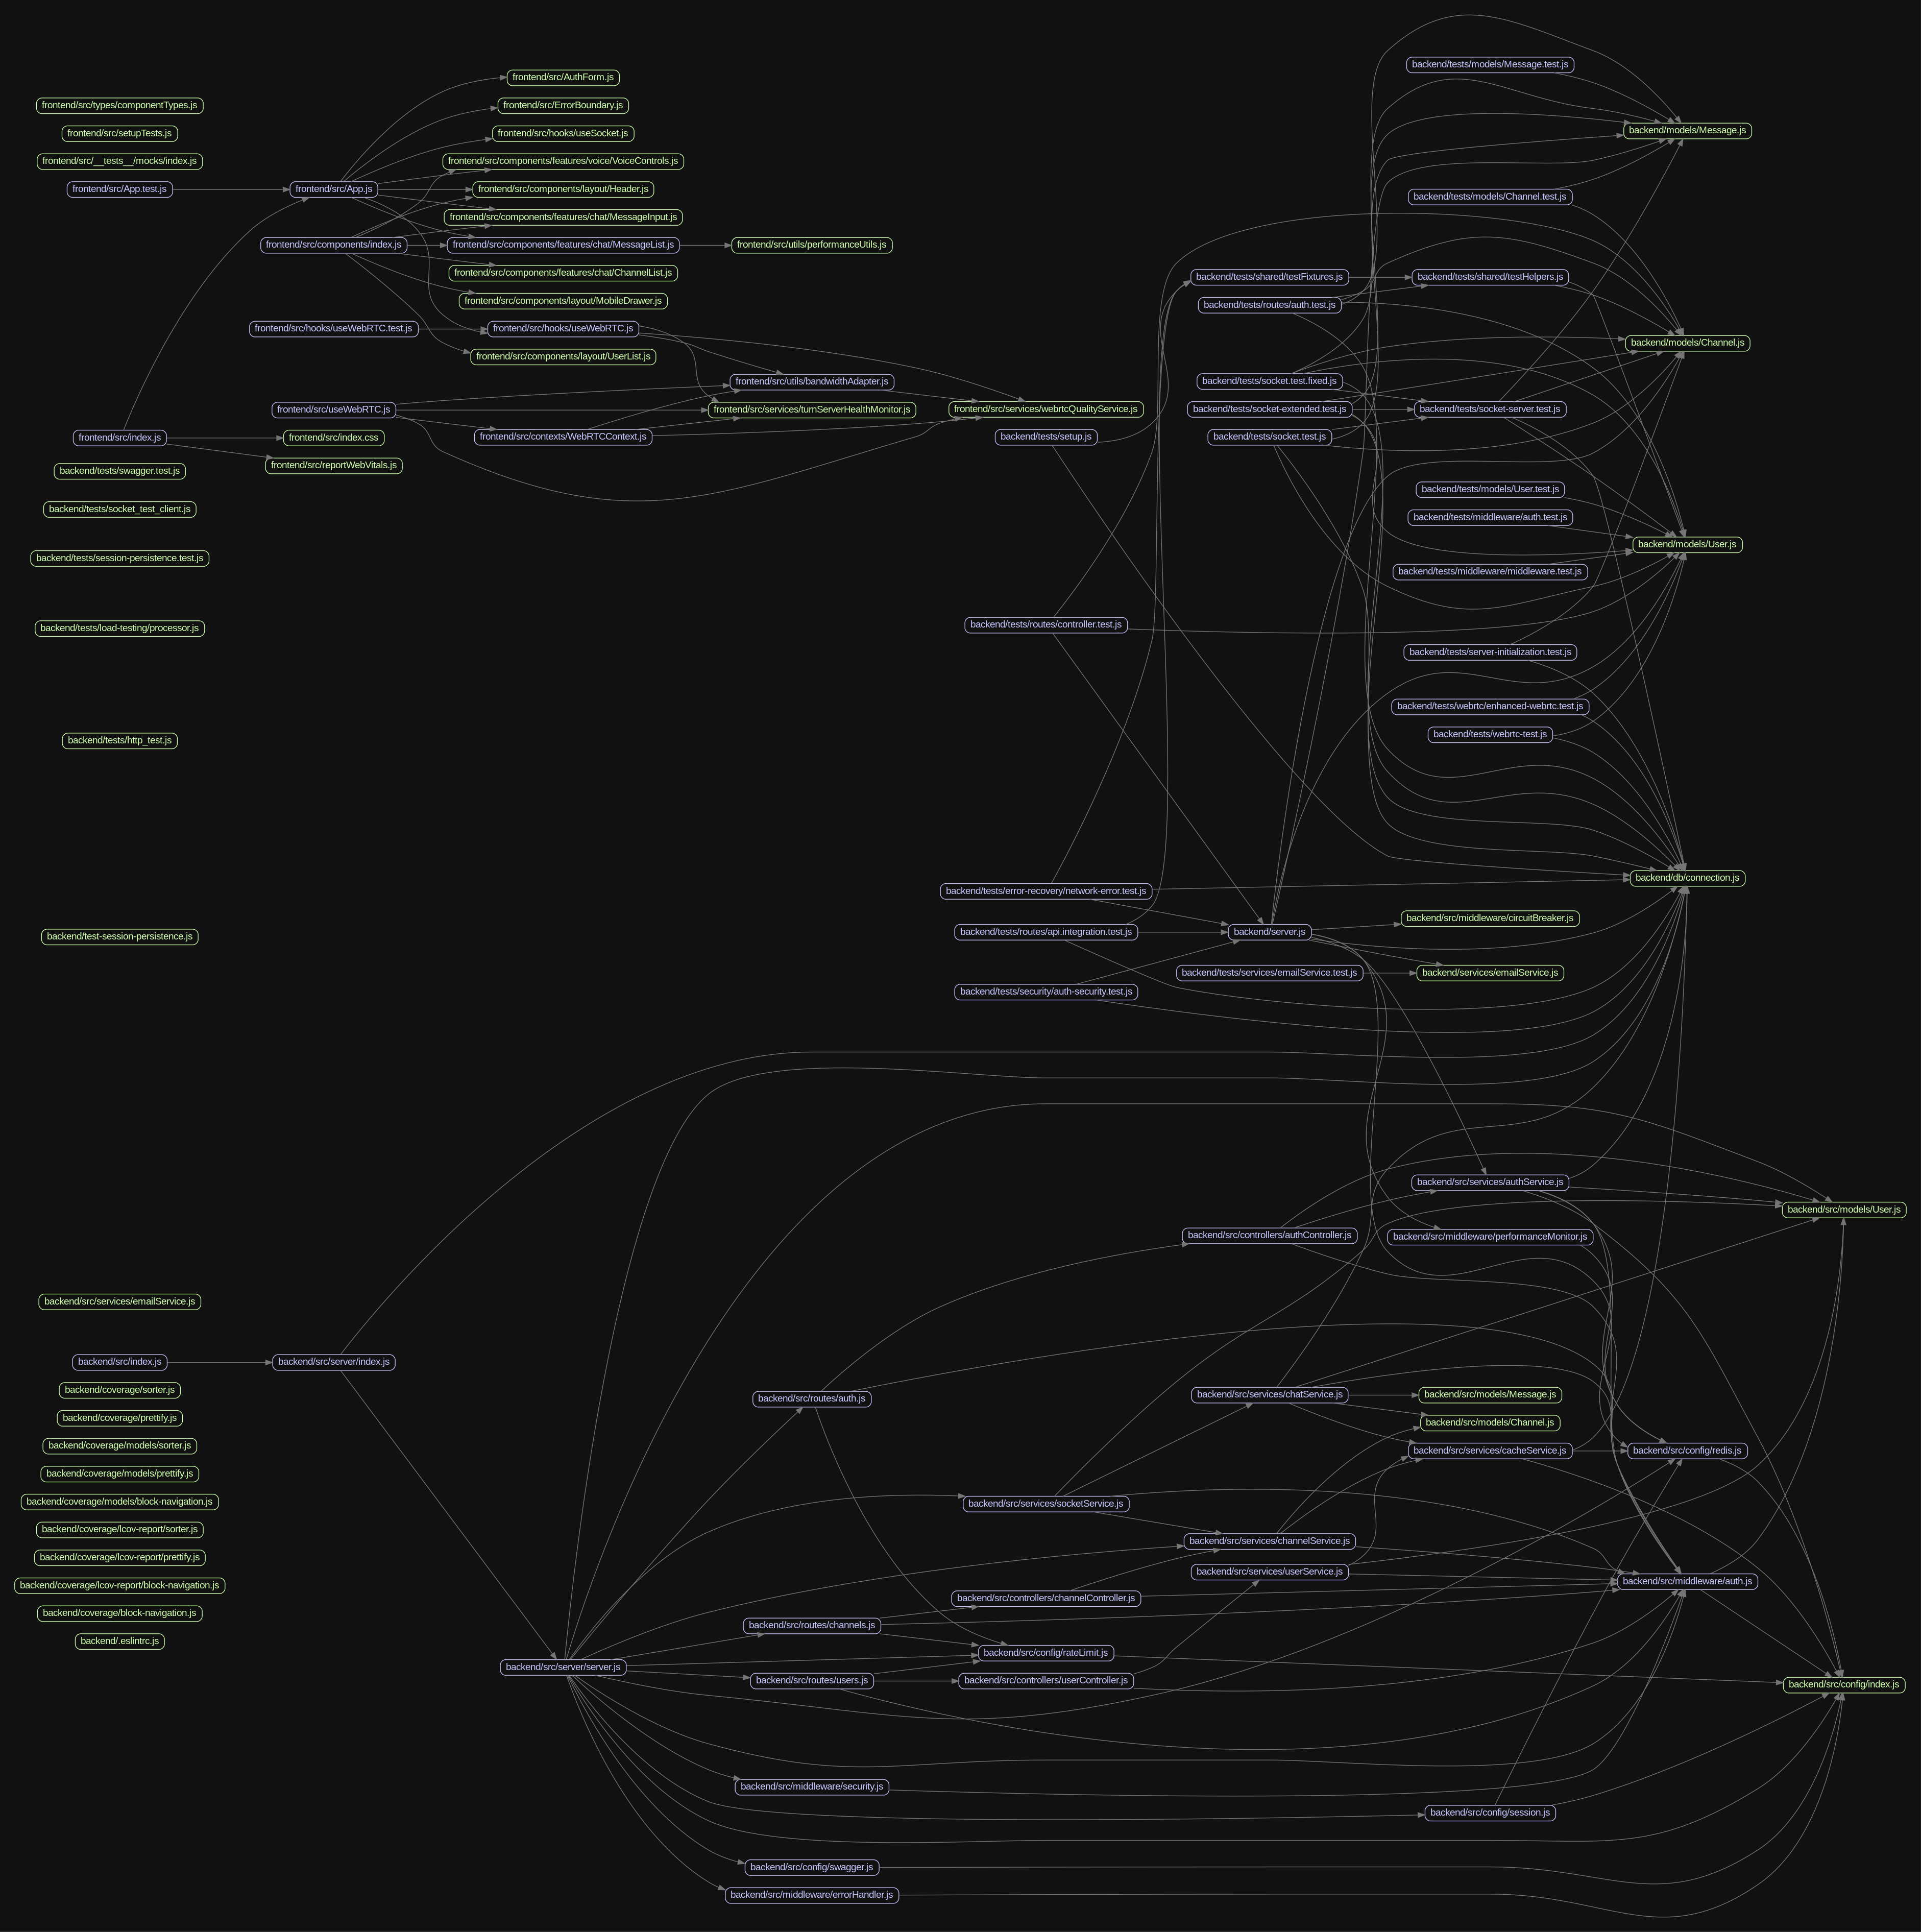 backend/tests/models/Message.test.js
frontend/src/AuthForm.js
frontend/src/types/componentTypes.js
frontend/src/ErrorBoundary.js
frontend/src/setupTests.js
frontend/src/hooks/useSocket.js
backend/models/Message.js
frontend/src/__tests__/mocks/index.js
frontend/src/components/features/voice/VoiceControls.js
frontend/src/App.test.js
frontend/src/App.js
frontend/src/components/layout/Header.js
backend/tests/models/Channel.test.js
frontend/src/components/features/chat/MessageInput.js
frontend/src/components/index.js
frontend/src/components/features/chat/MessageList.js
frontend/src/utils/performanceUtils.js
frontend/src/components/features/chat/ChannelList.js
backend/tests/shared/testFixtures.js
backend/tests/shared/testHelpers.js
frontend/src/components/layout/MobileDrawer.js
backend/tests/routes/auth.test.js
frontend/src/hooks/useWebRTC.test.js
frontend/src/hooks/useWebRTC.js
backend/models/Channel.js
frontend/src/components/layout/UserList.js
frontend/src/utils/bandwidthAdapter.js
backend/tests/socket.test.fixed.js
frontend/src/useWebRTC.js
frontend/src/services/turnServerHealthMonitor.js
frontend/src/services/webrtcQualityService.js
backend/tests/socket-extended.test.js
backend/tests/socket-server.test.js
frontend/src/index.js
frontend/src/index.css
frontend/src/contexts/WebRTCContext.js
backend/tests/setup.js
backend/tests/socket.test.js
frontend/src/reportWebVitals.js
backend/tests/swagger.test.js
backend/tests/models/User.test.js
backend/tests/socket_test_client.js
backend/tests/middleware/auth.test.js
backend/models/User.js
backend/tests/session-persistence.test.js
backend/tests/middleware/middleware.test.js
backend/tests/load-testing/processor.js
backend/tests/routes/controller.test.js
backend/tests/server-initialization.test.js
backend/tests/webrtc/enhanced-webrtc.test.js
backend/tests/webrtc-test.js
backend/tests/http_test.js
backend/db/connection.js
backend/tests/error-recovery/network-error.test.js
backend/src/middleware/circuitBreaker.js
backend/test-session-persistence.js
backend/tests/routes/api.integration.test.js
backend/server.js
backend/tests/services/emailService.test.js
backend/services/emailService.js
backend/tests/security/auth-security.test.js
backend/src/services/authService.js
backend/src/models/User.js
backend/src/controllers/authController.js
backend/src/middleware/performanceMonitor.js
backend/src/services/emailService.js
backend/src/index.js
backend/src/server/index.js
backend/coverage/sorter.js
backend/src/routes/auth.js
backend/src/services/chatService.js
backend/src/models/Message.js
backend/coverage/prettify.js
backend/src/models/Channel.js
backend/coverage/models/sorter.js
backend/src/services/cacheService.js
backend/src/config/redis.js
backend/coverage/models/prettify.js
backend/coverage/models/block-navigation.js
backend/src/services/socketService.js
backend/coverage/lcov-report/sorter.js
backend/src/services/channelService.js
backend/coverage/lcov-report/prettify.js
backend/src/services/userService.js
backend/coverage/lcov-report/block-navigation.js
backend/src/middleware/auth.js
backend/src/controllers/channelController.js
backend/coverage/block-navigation.js
backend/src/routes/channels.js
backend/.eslintrc.js
backend/src/config/rateLimit.js
backend/src/server/server.js
backend/src/routes/users.js
backend/src/controllers/userController.js
backend/src/config/index.js
backend/src/middleware/security.js
backend/src/config/session.js
backend/src/config/swagger.js
backend/src/middleware/errorHandler.js